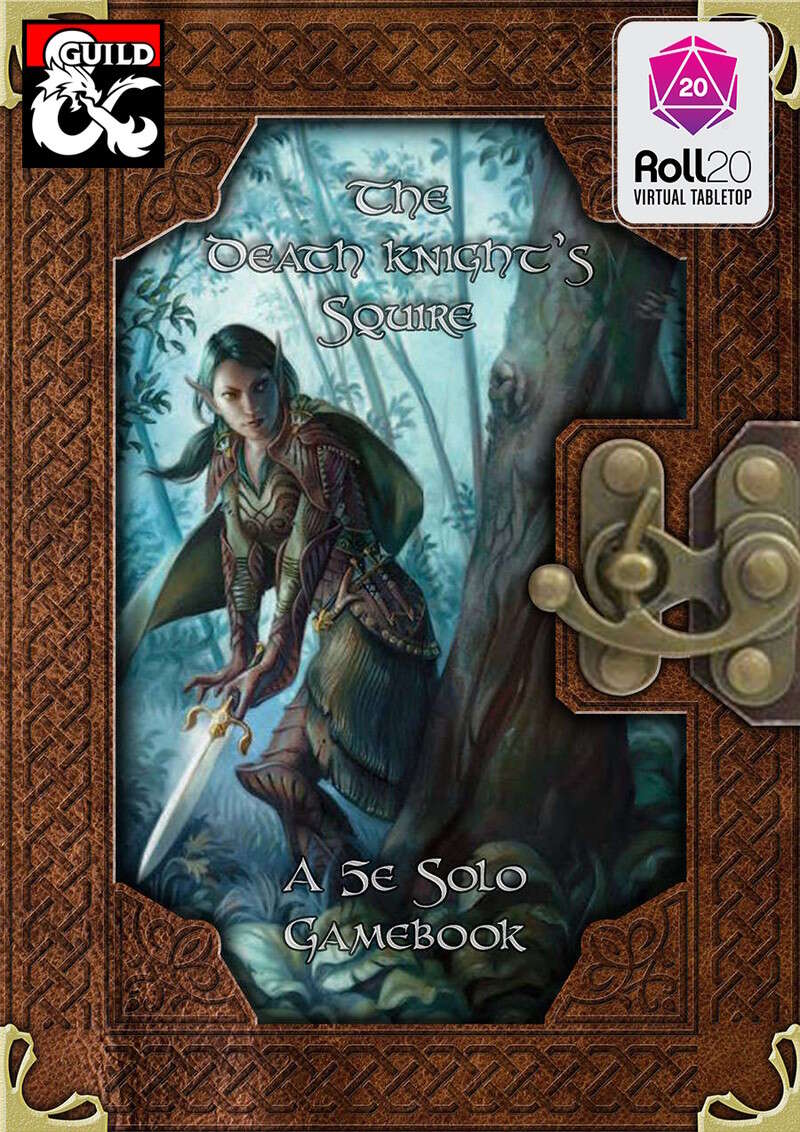 GUILD
20
Roll20
VIRTUAL TABLETOP
The
Death Knight's
Squire
A 5e Solo
Gamebook